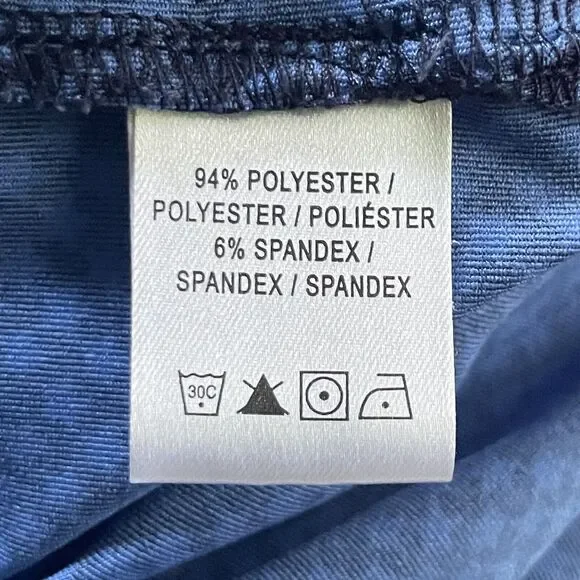 94% POLYESTER /
POLYESTER / POLIÉSTER
6% SPANDEX /
SPANDEX / SPANDEX
30C